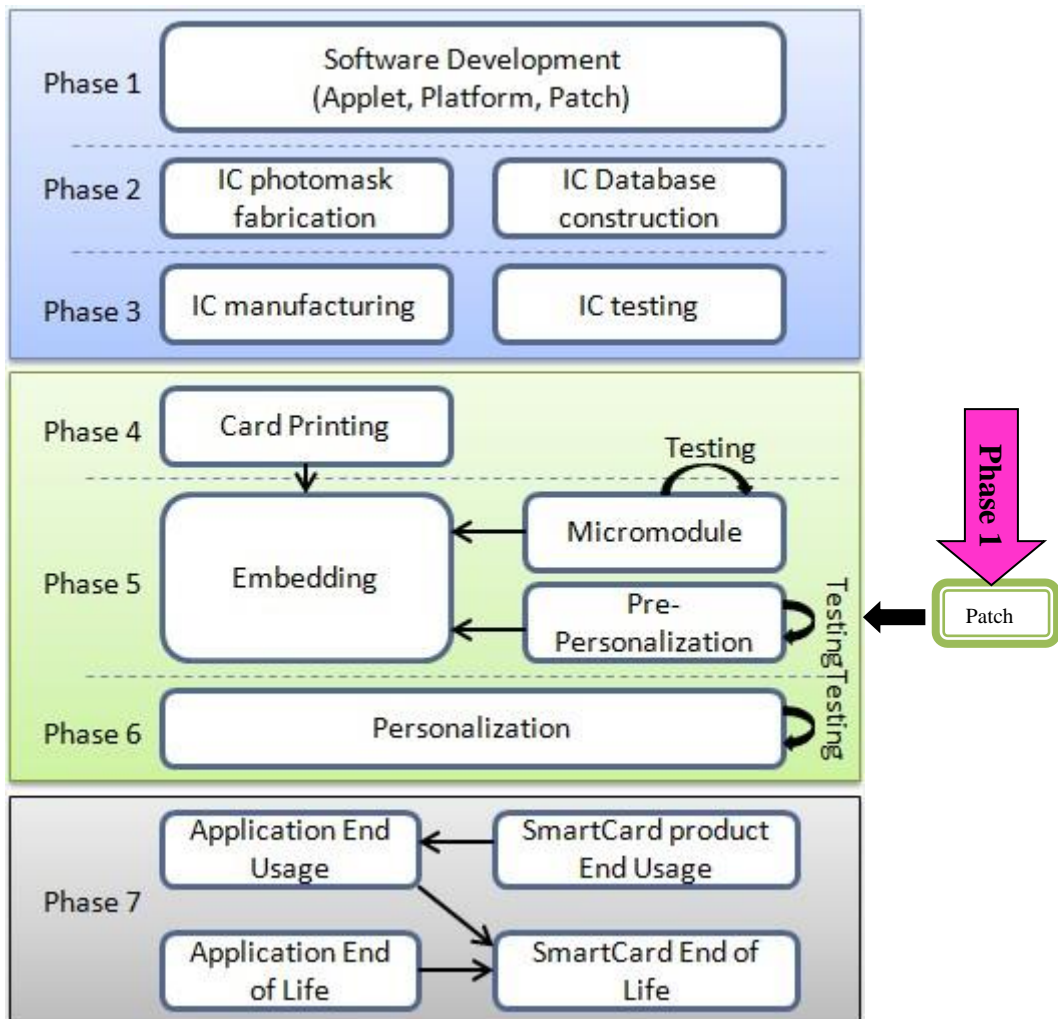 Phase 1
Software Development
(Applet, Platform, Patch)
Phase 2
IC photomask
fabrication
IC Database
construction
Phase 3
IC manufacturing
IC testing
Phase 4
Card Printing
Testing
Phase 5
Embedding
Micromodule
Pre-
Personalization
Testing
Phase 1
Patch
Phase 6
Personalization
Testing
Phase 7
Application End
Usage
SmartCard product
End Usage
Application End
of Life
SmartCard End of
Life